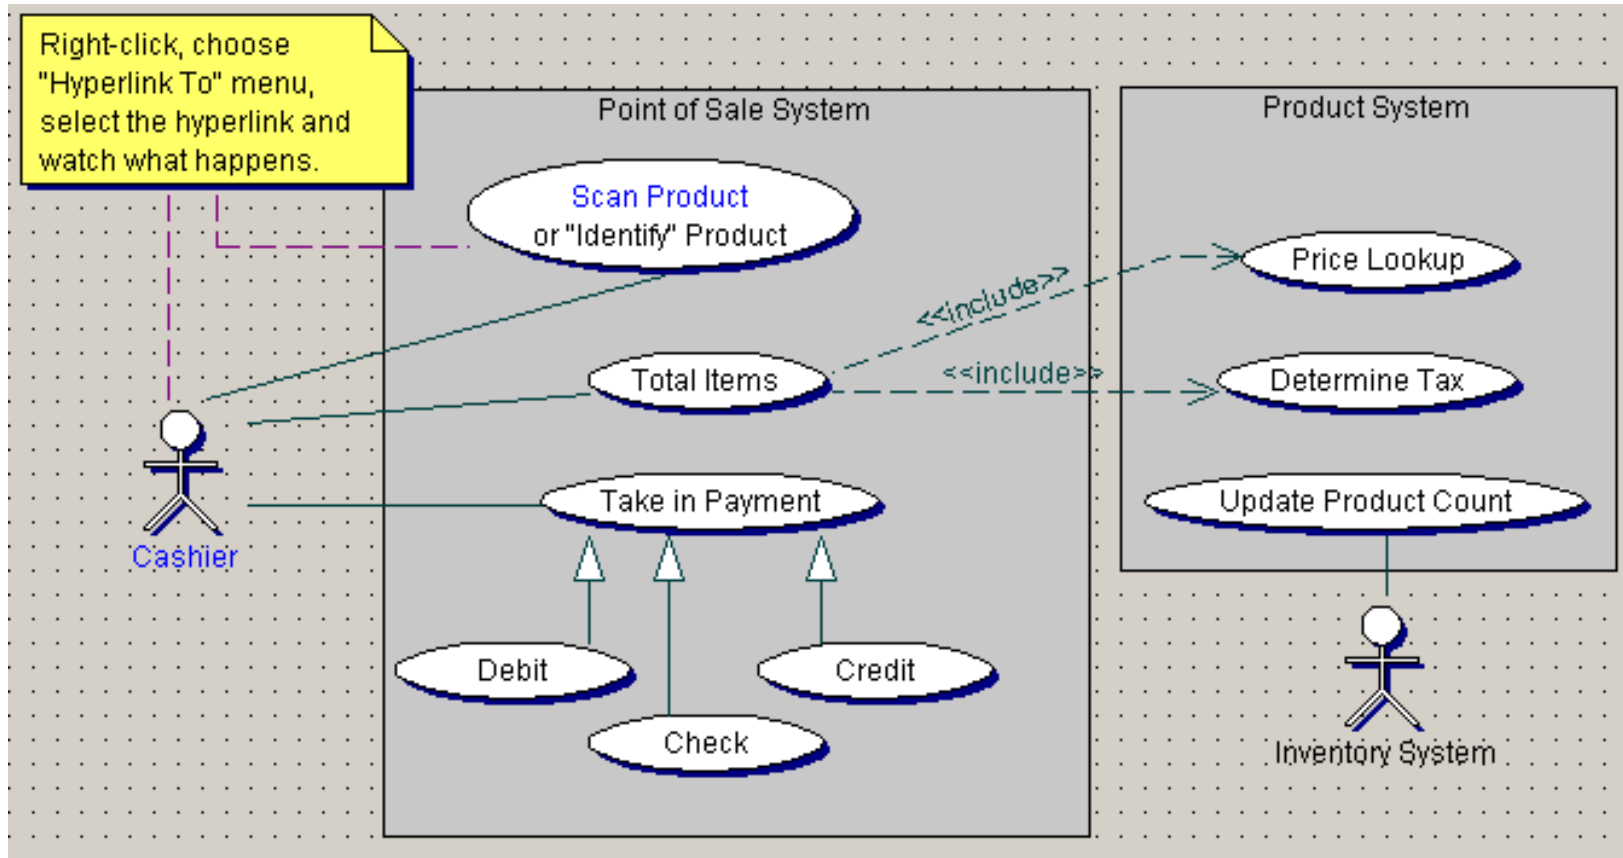 Right-click, choose
"Hyperlink To" menu,
select the hyperlink and
watch what happens.
Point of Sale System
Product System
Scan Product
or "Identify" Product
<<include>>
Price Lookup
Total Items
<<include>>
Determine Tax
Take in Payment
Update Product Count
Cashier
Debit
Credit
Check
Inventory System